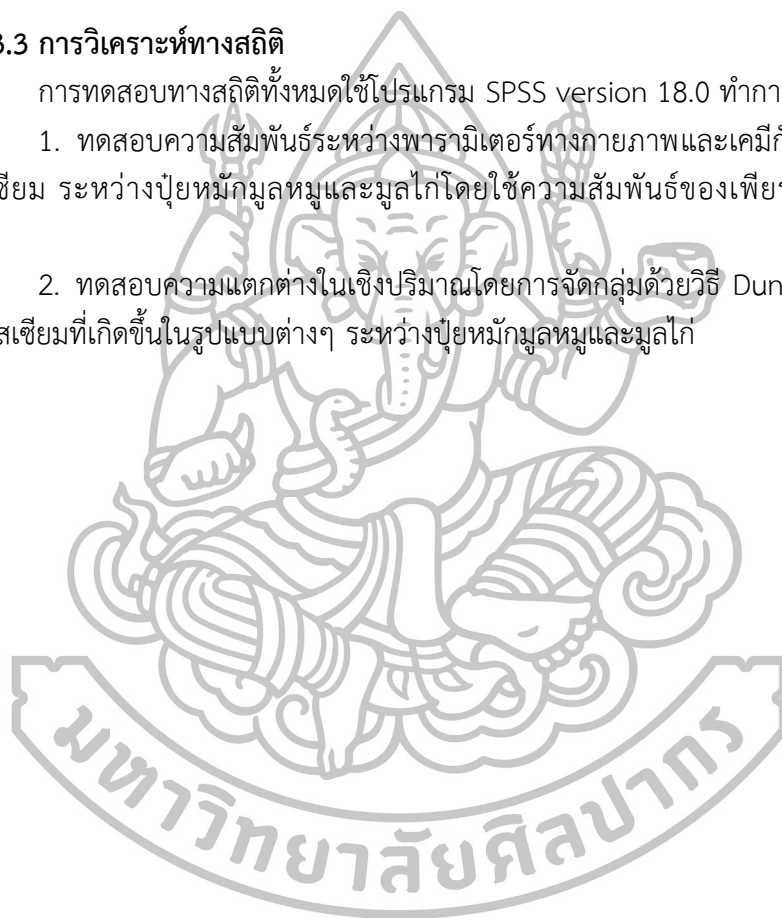 3.3 การวิเคราะห์ทางสถิติ
การทดสอบทางสถิติทั้งหมดใช้โปรแกรม SPSS version 18.0 ทำกา
1. ทดสอบความสัมพันธ์ระหว่างพารามิเตอร์ทางกายภาพและเคมีกั
ซียม ระหว่างปุ๋ยหมักมูลหมูและมูลไก่โดยใช้ความสัมพันธ์ของเพียร
2. ทดสอบความแตกต่างในเชิงปริมาณโดยการจัดกลุ่มด้วยวิธี Dun
สเซียมที่เกิดขึ้นในรูปแบบต่างๆ ระหว่างปุ๋ยหมักมูลหมูและมูลไก่
มหาวิทยาลัยศิลปากร